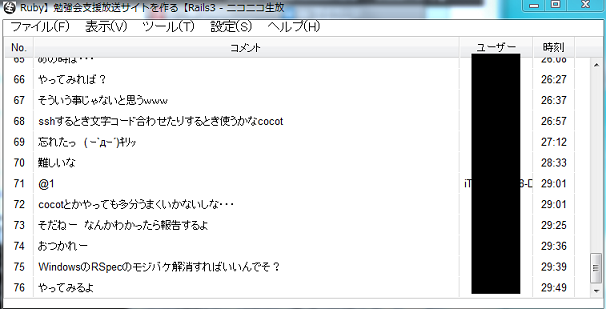 Ruby】勉強会支援放送サイトを作る【Rails3 - ニコニコ生放
ファイル(F) 表示(V) ツール(T) 設定(S) ヘルプ(H)
No. コメント ユーザー 時刻
65 あの時は・・・ 26:08
66 やってみれば？ 26:27
67 そういう事じゃないと思うwww 26:37
68 sshするとき文字コード合わせたりするとき使うかなcocot 26:57
69 忘れたっ (ｰ`дｰ´)ｷﾘｯ 27:12
70 難しいな 28:33
71 @1 29:01
72 cocotとかやっても多分うまくいかないしな・・・ 29:01
73 そだねー なんかわかったら報告するよ 29:25
74 おつかれー 29:36
75 WindowsのRSpecのモジバケ解消すればいいんでそ？ 29:39
76 やってみるよ 29:49